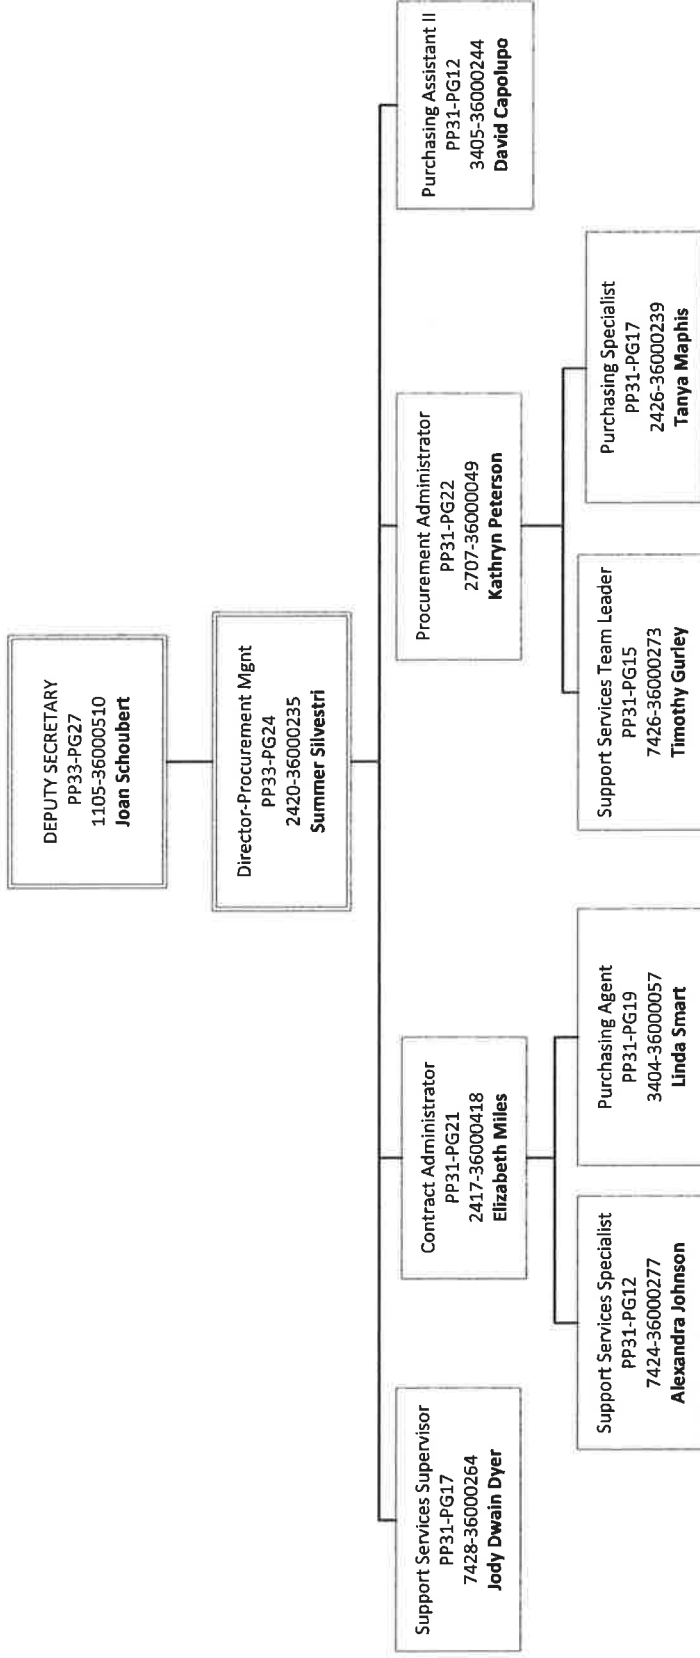 DEPUTY SECRETARY
PP33-PG27
1105-36000510
Joan Schoubert
Director-Procurement Mgnt
PP33-PG24
2420-36000235
Summer Silvestri
Support Services Supervisor
PP31-PG17
7428-36000264
Jody Dwain Dyer
Contract Administrator
PP31-PG21
2417-36000418
Elizabeth Miles
Procurement Administrator
PP31-PG22
2707-36000049
Kathryn Peterson
Purchasing Assistant II
PP31-PG12
3405-36000244
David Capolupo
Support Services Specialist
PP31-PG12
7424-36000277
Alexandra Johnson
Purchasing Agent
PP31-PG19
3404-36000057
Linda Smart
Support Services Team Leader
PP31-PG15
7426-36000273
Timothy Gurley
Purchasing Specialist
PP31-PG17
2426-36000239
Tanya Maphis